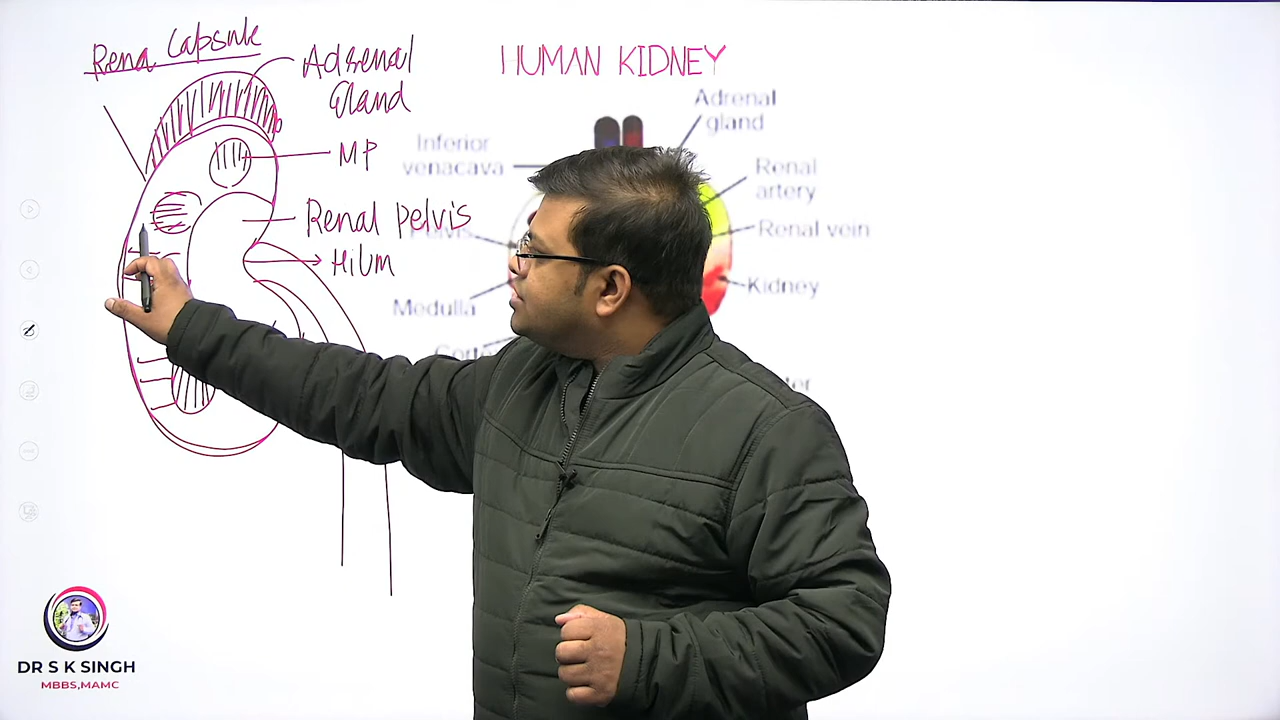 Rena Capsule
Adrenal
Gland
MP
Renal Pelvis
Hilum
HUMAN KIDNEY
Adrenal
gland
Inferior
venacava
Renal
artery
Renal vein
Pelvis
Kidney
Medulla
DR S K SINGH
MBBS,MAMC